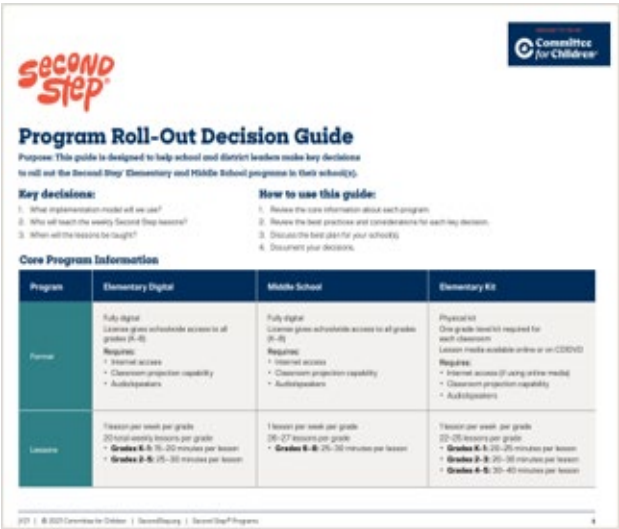 SECOND
STEP®
Committee
for Children®
Program Roll-Out Decision Guide
Purpose: This guide is designed to help school and district leaders make key decisions
to roll out the Second Step® Elementary and Middle School programs in their school(s).
Key decisions:
1. What implementation model will we use?
2. Who will teach the weekly Second Step lessons?
3. When will the lessons be taught?
How to use this guide:
1. Review the core information about each program.
2. Review the best practices and considerations for each key decision.
3. Discuss the best plan for your school(s).
4. Document your decisions.
Core Program Information
Program
Elementary Digital
Middle School
Elementary Kit
Format
Fully digital
License gives schoolwide access to all
grades (K–8)
Requires:
• Internet access
• Classroom projection capability
• Audio/speakers
Fully digital
License gives schoolwide access to all grades
(K–8)
Requires:
• Internet access
• Classroom projection capability
• Audio/speakers
Physical kit
One grade-level kit required for
each classroom
Lesson media available online or on CD/DVD
Requires:
• Internet access (if using online media)
• Classroom projection capability
• Audio/speakers
Lessons
1 lesson per week per grade
20 total weekly lessons per grade
• Grades K–1: 15–20 minutes per lesson
• Grades 2–5: 25–30 minutes per lesson
1 lesson per week per grade
26–27 lessons per grade
• Grades 6–8: 25–30 minutes per lesson
1 lesson per week per grade
22–25 lessons per grade
• Grades K–1: 20–25 minutes per lesson
• Grades 2–3: 20–30 minutes per lesson
• Grades 4–5: 30–40 minutes per lesson
© 2021 Committee for Children | SecondStep.org | Second Step® Programs